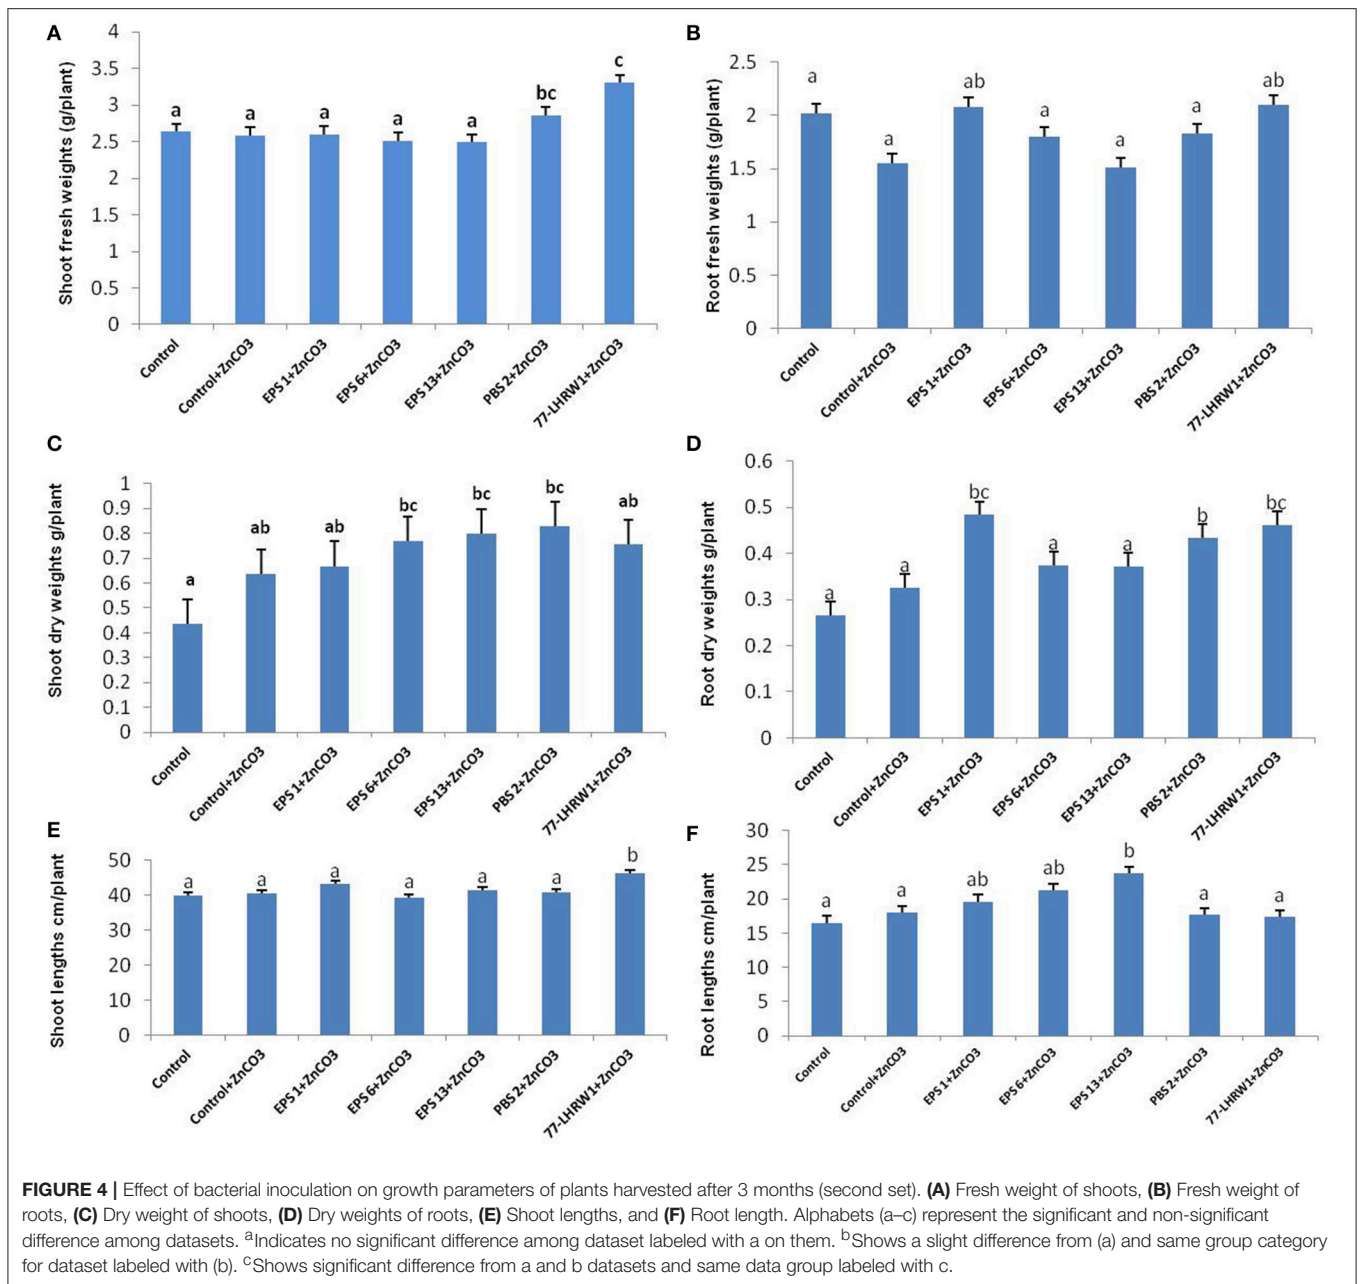 A
Shoot fresh weights (g/plant)
4
3.5
3
2.5
2
1.5
1
0.5
0
a
a
a
a
a
bc
c
Control
Control+ZnCO3
EPS 1+ZnCO3
EPS 6+ZnCO3
EPS 13+ZnCO3
PBS 2+ZnCO3
77-LHRW1+ZnCO3
B
Root fresh weights (g/plant)
2.5
2
1.5
1
0.5
0
a
a
ab
a
a
a
ab
Control
Control+ZnCO3
EPS 1+ZnCO3
EPS 6+ZnCO3
EPS 13+ZnCO3
PBS 2+ZnCO3
77-LHRW1+ZnCO3
C
Shoot dry weights g/plant
1
0.9
0.8
0.7
0.6
0.5
0.4
0.3
0.2
0.1
0
a
ab
ab
bc
bc
bc
ab
Control
Control+ZnCO3
EPS 1+ZnCO3
EPS 6+ZnCO3
EPS 13+ZnCO3
PBS 2+ZnCO3
77-LHRW1+ZnCO3
D
Root dry weights g/plant
0.6
0.5
0.4
0.3
0.2
0.1
0
a
a
bc
a
a
b
bc
Control
Control+ZnCO3
EPS 1+ZnCO3
EPS 6+ZnCO3
EPS 13+ZnCO3
PBS 2+ZnCO3
77-LHRW1+ZnCO3
E
Shoot lengths cm/plant
50
40
30
20
10
0
a
a
a
a
a
a
b
Control
Control+ZnCO3
EPS 1+ZnCO3
EPS 6+ZnCO3
EPS 13+ZnCO3
PBS 2+ZnCO3
77-LHRW1+ZnCO3
F
Root lengths cm/plant
30
25
20
15
10
5
0
a
a
ab
ab
b
a
a
Control
Control+ZnCO3
EPS 1+ZnCO3
EPS 6+ZnCO3
EPS 13+ZnCO3
PBS 2+ZnCO3
77-LHRW1+ZnCO3
FIGURE 4 | Effect of bacterial inoculation on growth parameters of plants harvested after 3 months (second set). (A) Fresh weight of shoots, (B) Fresh weight of
roots, (C) Dry weight of shoots, (D) Dry weights of roots, (E) Shoot lengths, and (F) Root length. Alphabets (a–c) represent the significant and non-significant
difference among datasets. aIndicates no significant difference among dataset labeled with a on them. bShows a slight difference from (a) and same group category
for dataset labeled with (b). cShows significant difference from a and b datasets and same data group labeled with c.